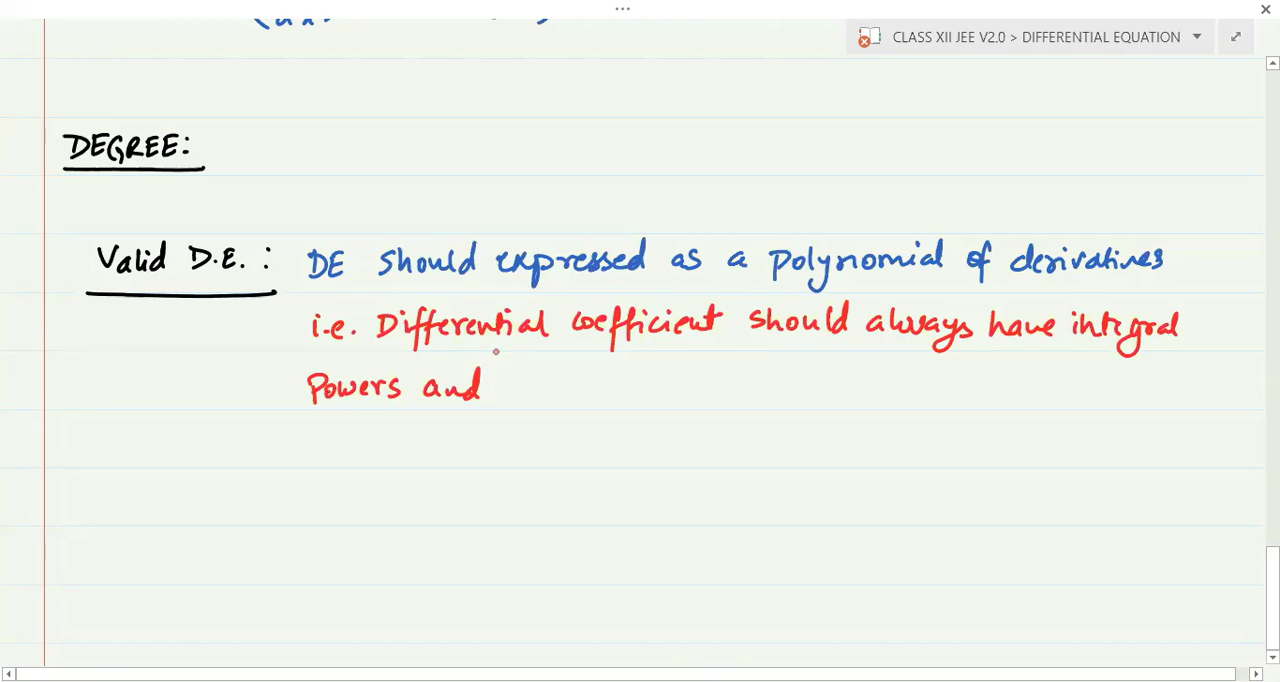 CLASS XII JEE V2.0 > DIFFERENTIAL EQUATION
DEGREE:
Valid D.E. : DE should expressed as a polynomial of derivatives
i.e. Differential coefficient should always have integral
Powers and